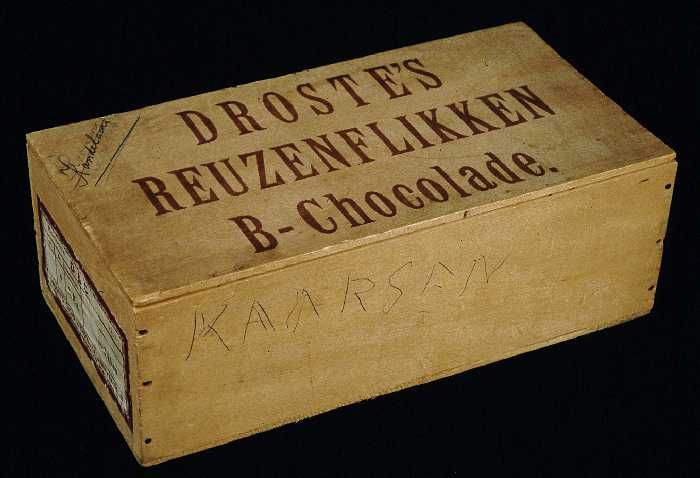 DROSTE'S
REUZENFLIKKEN
B-Chocolade.
KAARSEN